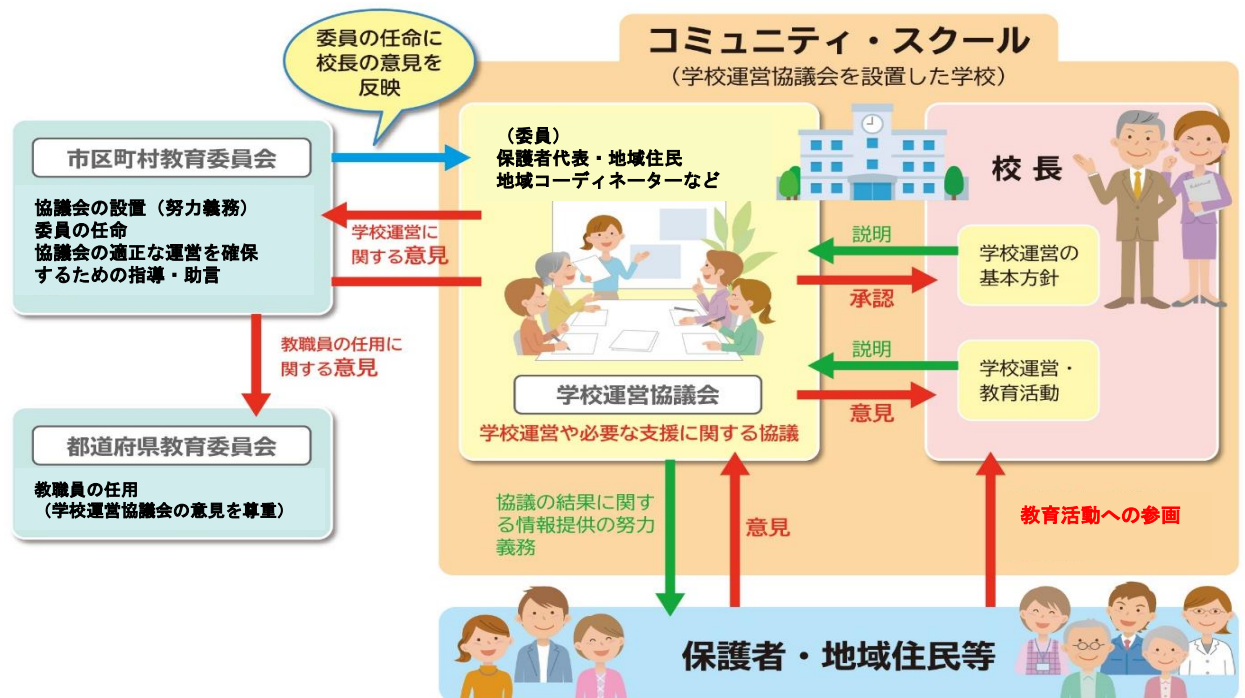 コミュニティ・スクール
（学校運営協議会を設置した学校）
委員の任命に
校長の意見を
反映
市区町村教育委員会
協議会の設置（努力義務）
委員の任命
協議会の適正な運営を確保
するための指導・助言
学校運営に
関する意見
教職員の任用に
関する意見
都道府県教育委員会
教職員の任用
（学校運営協議会の意見を尊重）
（委員）
保護者代表・地域住民
地域コーディネーターなど
学校運営協議会
学校運営や必要な支援に関する協議
校長
説明
承認
学校運営の
基本方針
説明
意見
学校運営・
教育活動
協議の結果に関す
る情報提供の努力
義務
意見
教育活動への参画
保護者・地域住民等